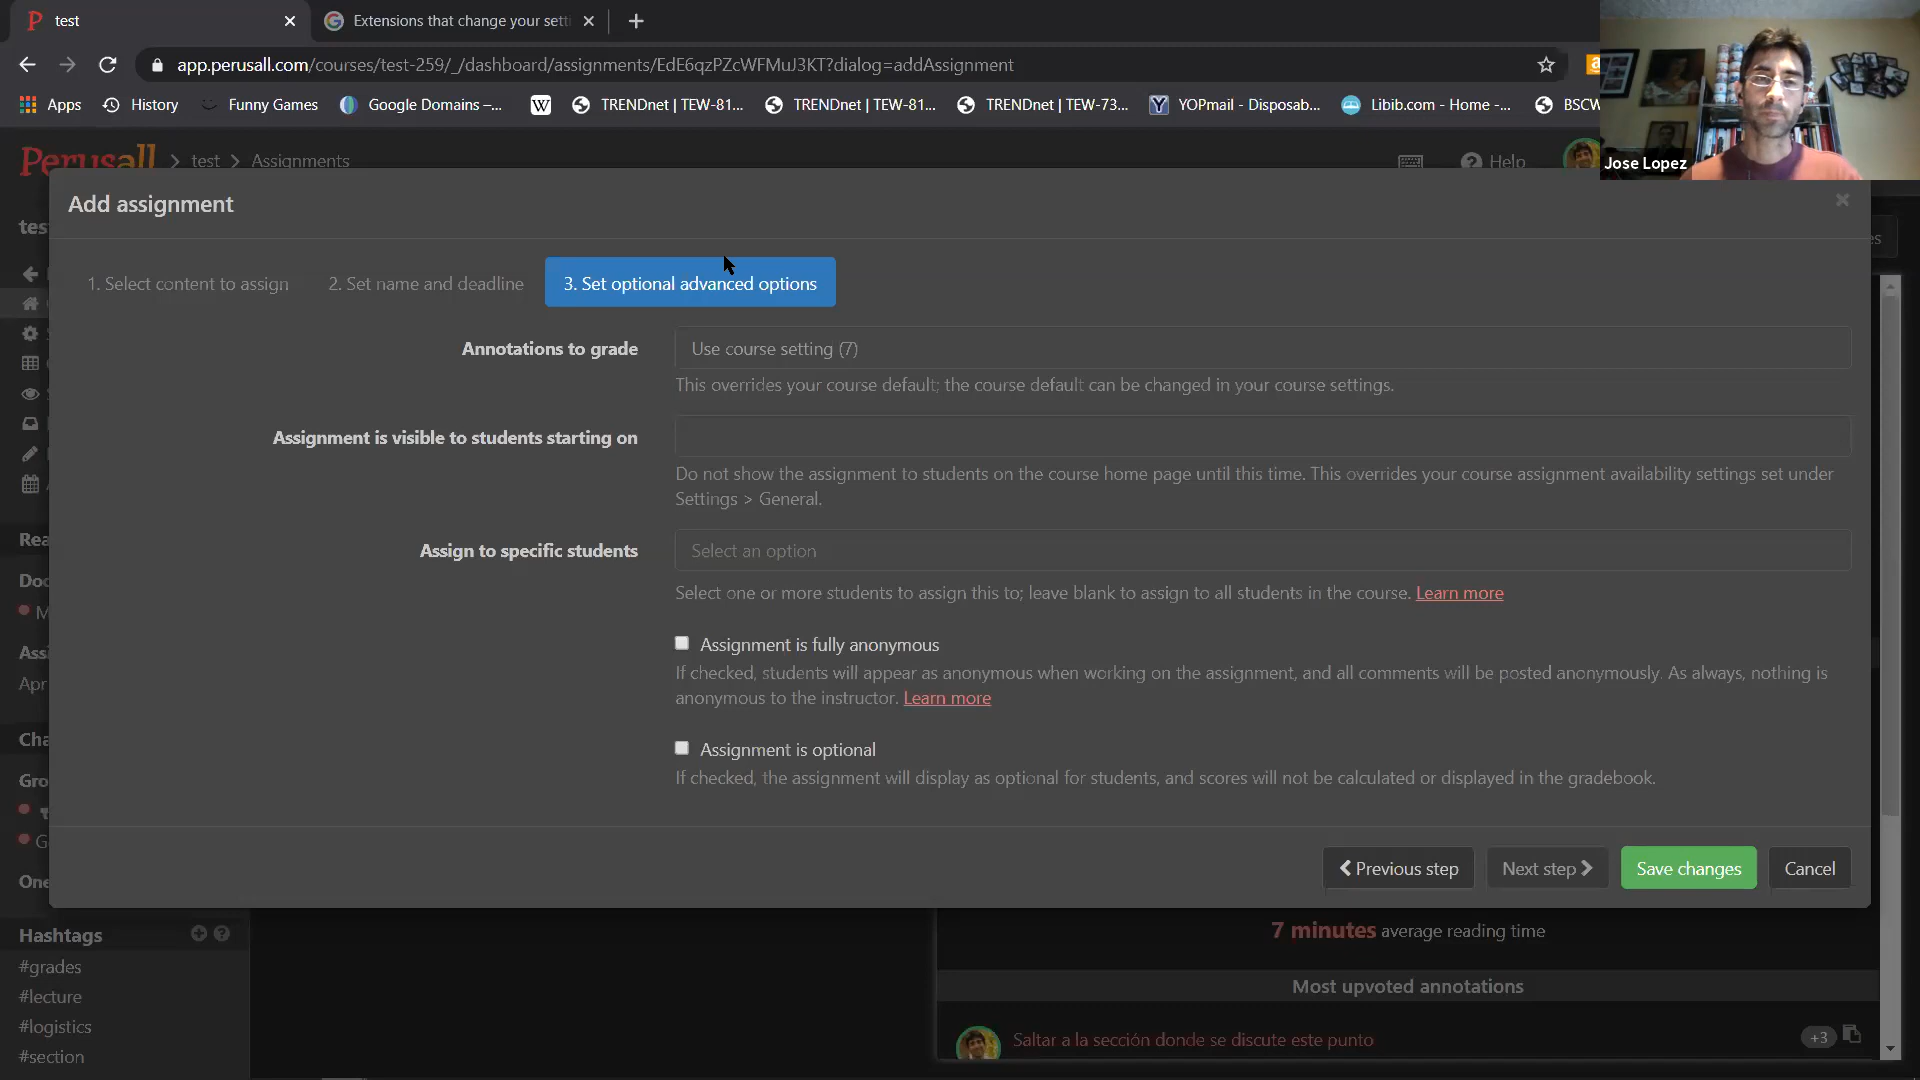 test
Extensions that change your sett
app.perusall.com/courses/test-259/_/dashboard/assignments/EdE6qzPZcWFMuJ3KT?dialog=addAssignment
Apps
History
Funny Games
Google Domains –...
TRENDnet | TEW-81...
TRENDnet | TEW-81...
TRENDnet | TEW-73...
YOPmail - Disposab...
Libib.com - Home -...
BSCW
Jose Lopez
Perusall > test > Assignments
Help
Add assignment
1. Select content to assign
2. Set name and deadline
3. Set optional advanced options
Annotations to grade
Use course setting (7)
This overrides your course default; the course default can be changed in your course settings.
Assignment is visible to students starting on
Do not show the assignment to students on the course home page until this time. This overrides your course assignment availability settings set under
Settings > General.
Assign to specific students
Select an option
Select one or more students to assign this to; leave blank to assign to all students in the course. Learn more
Assignment is fully anonymous
If checked, students will appear as anonymous when working on the assignment, and all comments will be posted anonymously. As always, nothing is
anonymous to the instructor. Learn more
Assignment is optional
If checked, the assignment will display as optional for students, and scores will not be calculated or displayed in the gradebook.
Previous step
Next step
Save changes
Cancel
Rea
Doc
M
Ass
Apr
Cha
Gro
G
One
Hashtags
#grades
#lecture
#logistics
#section
7 minutes average reading time
Most upvoted annotations
Saltar a la sección donde se discute este punto
+3